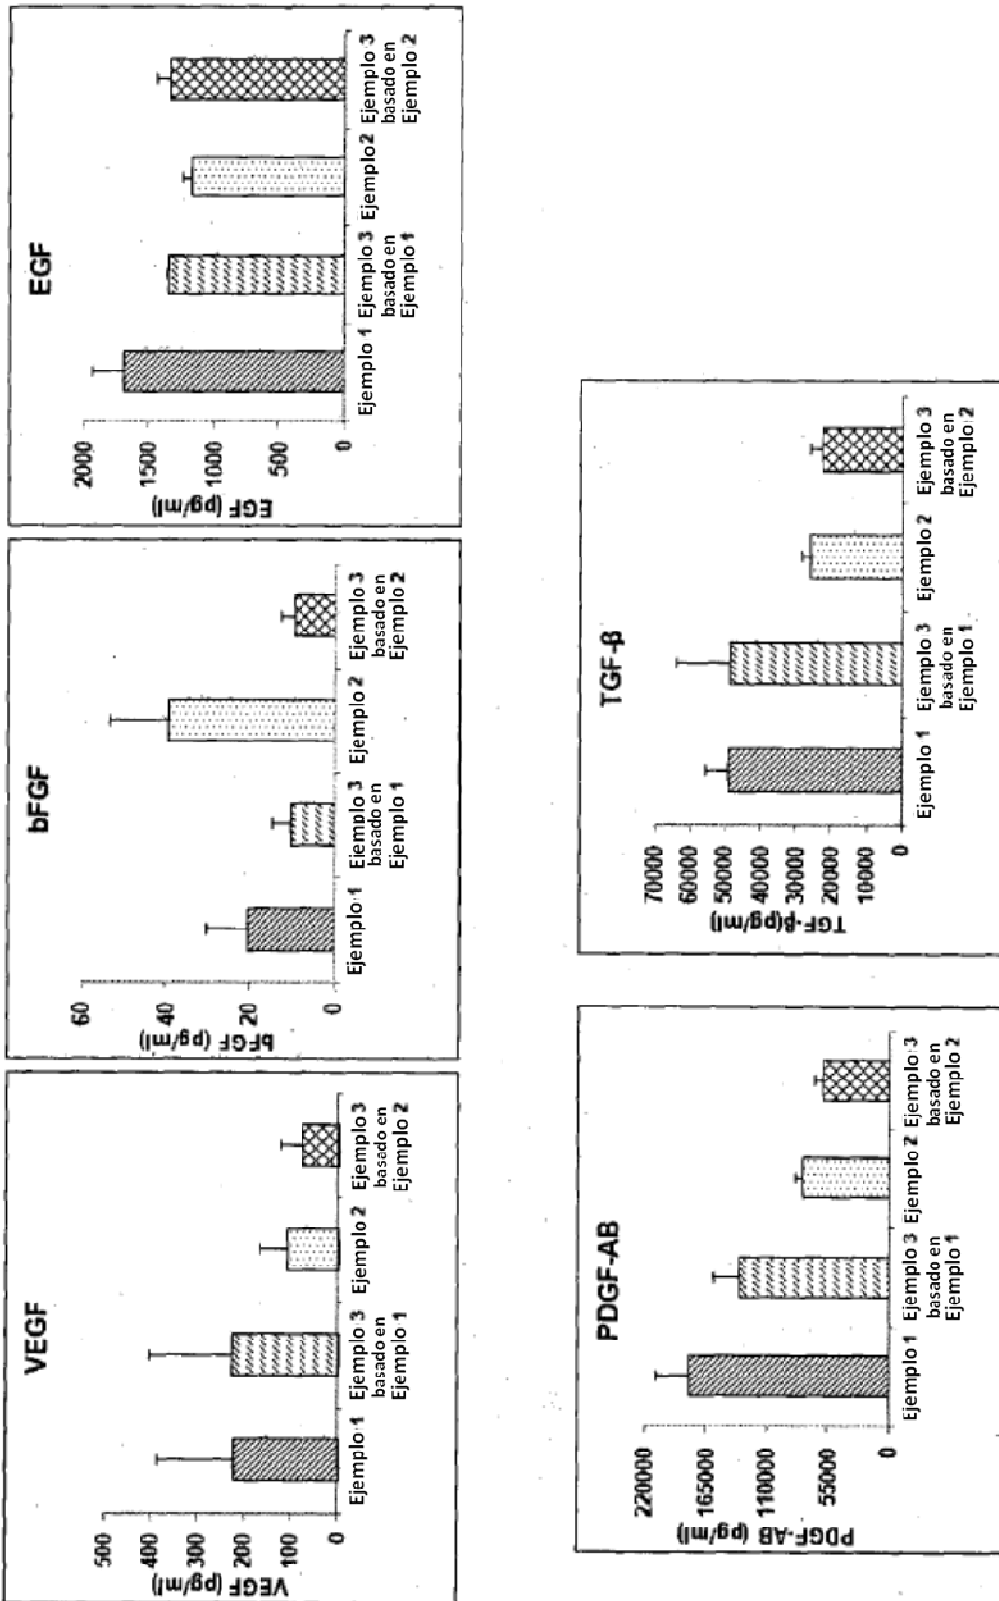 VEGF
VEGF (pg/ml)
500
400
300
200
100
0
Ejemplo 1
Ejemplo 3
basado en
Ejemplo 1
Ejemplo 2
Ejemplo 3
basado en
Ejemplo 2
bFGF
bFGF (pg/ml)
60
40
20
0
Ejemplo 1
Ejemplo 3
basado en
Ejemplo 1
Ejemplo 2
Ejemplo 3
basado en
Ejemplo 2
EGF
EGF (pg/ml)
2000
1500
1000
500
0
Ejemplo 1
Ejemplo 3
basado en
Ejemplo 1
Ejemplo 2
Ejemplo 3
basado en
Ejemplo 2
PDGF-AB
PDGF-AB (pg/ml)
220000
165000
110000
55000
0
Ejemplo 1
Ejemplo 3
basado en
Ejemplo 1
Ejemplo 2
Ejemplo 3
basado en
Ejemplo 2
TGF-β
TGF-β(pg/ml)
70000
60000
50000
40000
30000
20000
10000
0
Ejemplo 1
Ejemplo 3
basado en
Ejemplo 1
Ejemplo 2
Ejemplo 3
basado en
Ejemplo 2